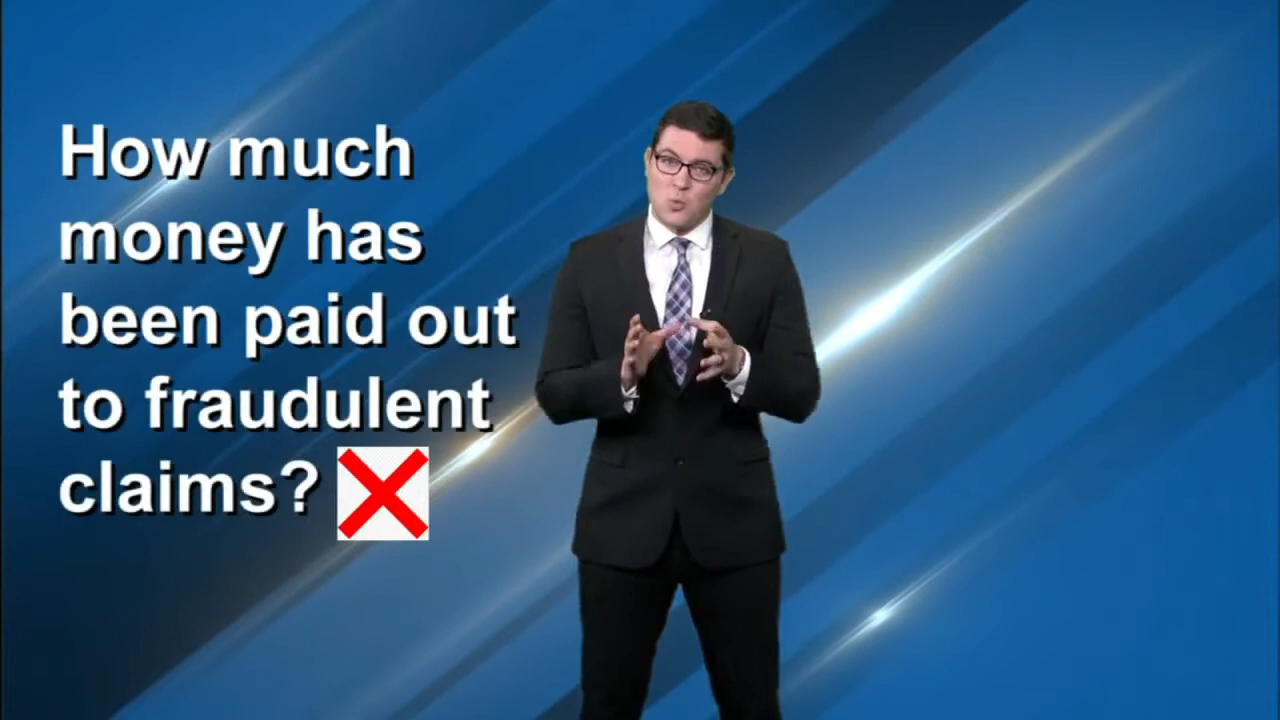 How much
money has
been paid out
to fraudulent
claims?